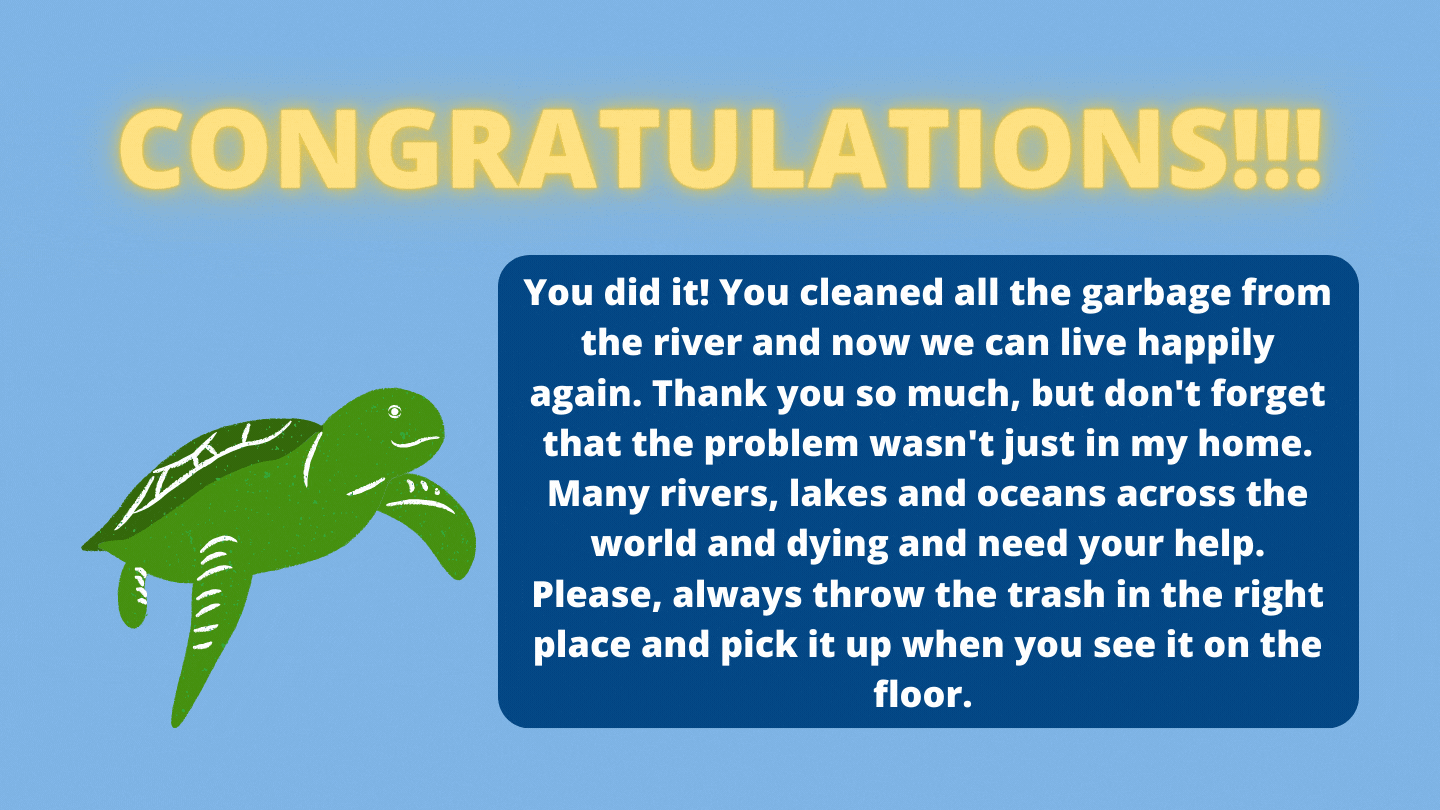 CONGRATULATIONS!!!
You did it! You cleaned all the garbage from
the river and now we can live happily
again. Thank you so much, but don't forget
that the problem wasn't just in my home.
Many rivers, lakes and oceans across the
world and dying and need your help.
Please, always throw the trash in the right
place and pick it up when you see it on the
floor.